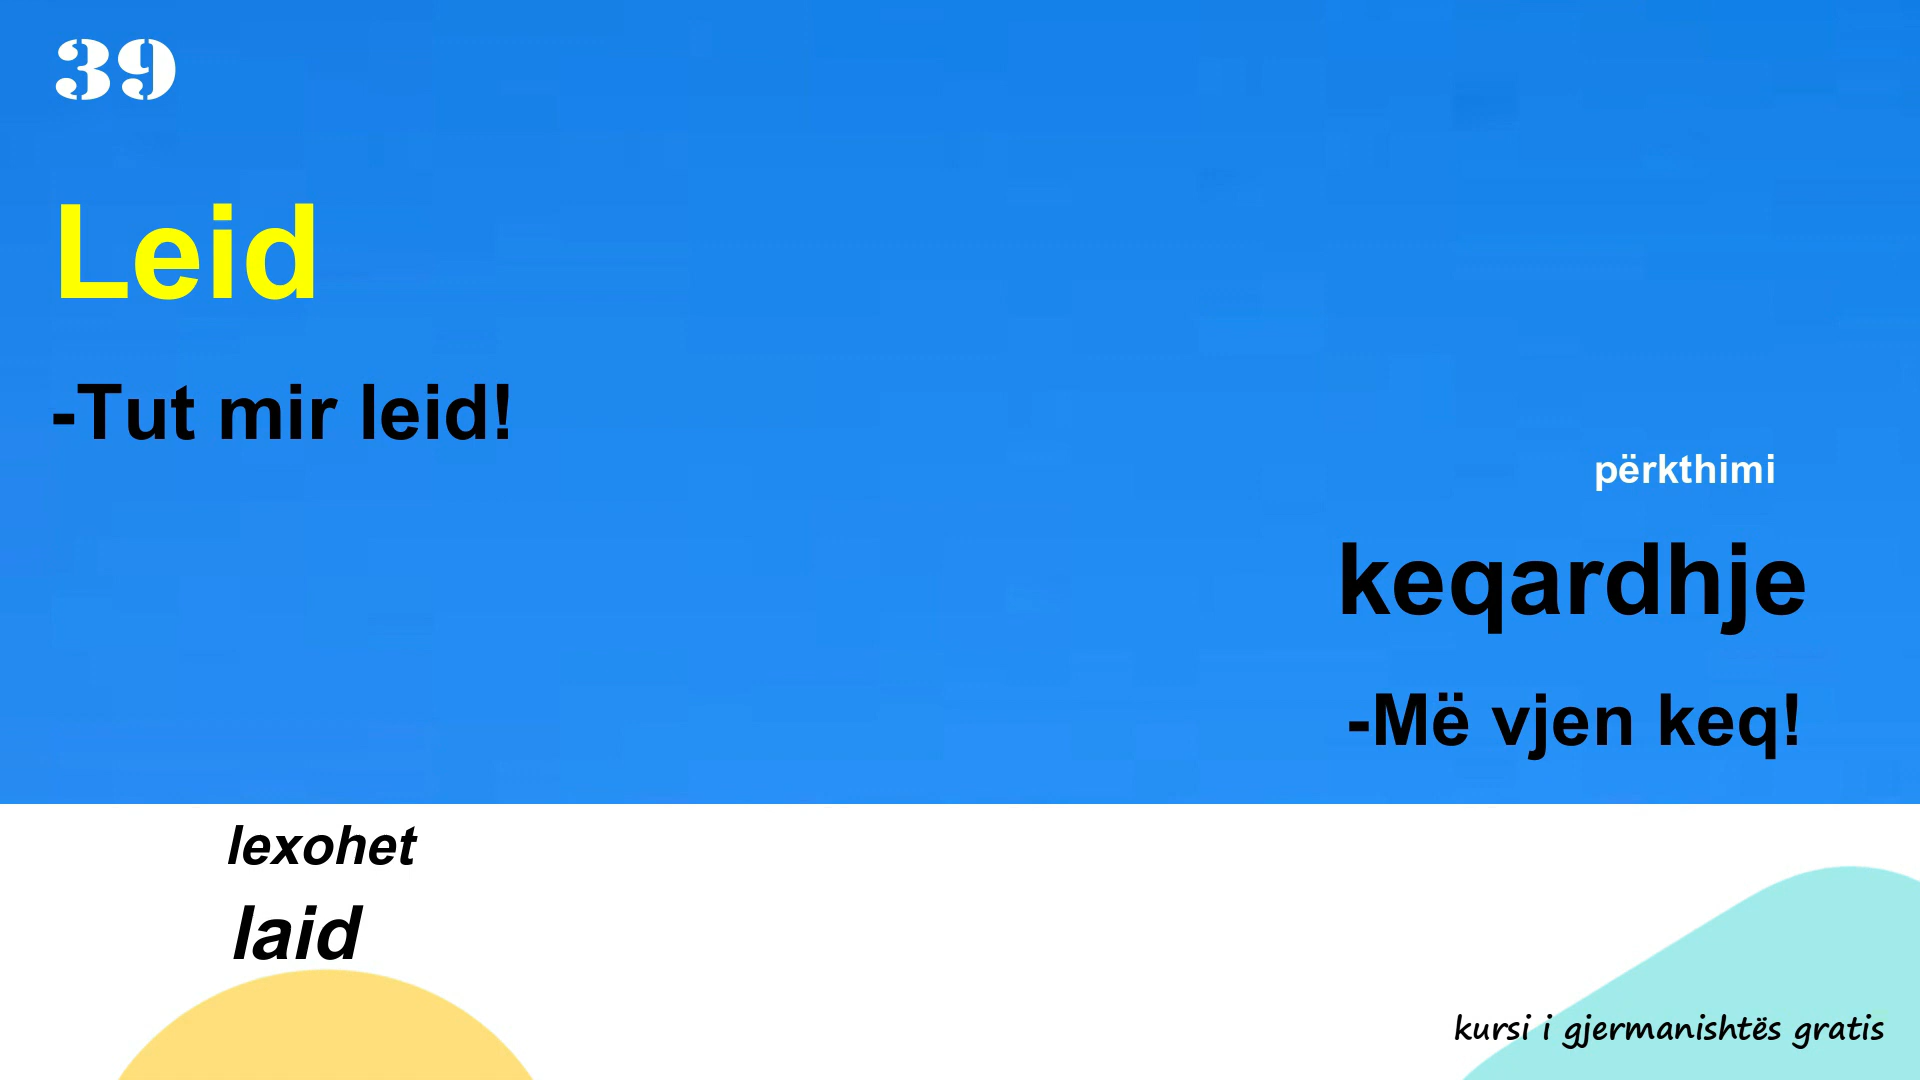 39
Leid
-Tut mir leid!
përkthimi
keqardhje
-Më vjen keq!
lexohet
laid
kursi i gjermanishtës gratis